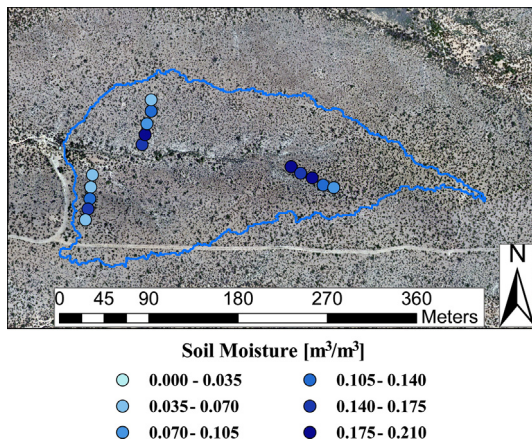 N
0 45 90 180 270 360
Meters
Soil Moisture [m³/m³]
0.000 - 0.035 0.105 - 0.140
0.035 - 0.070 0.140 - 0.175
0.070 - 0.105 0.175 - 0.210